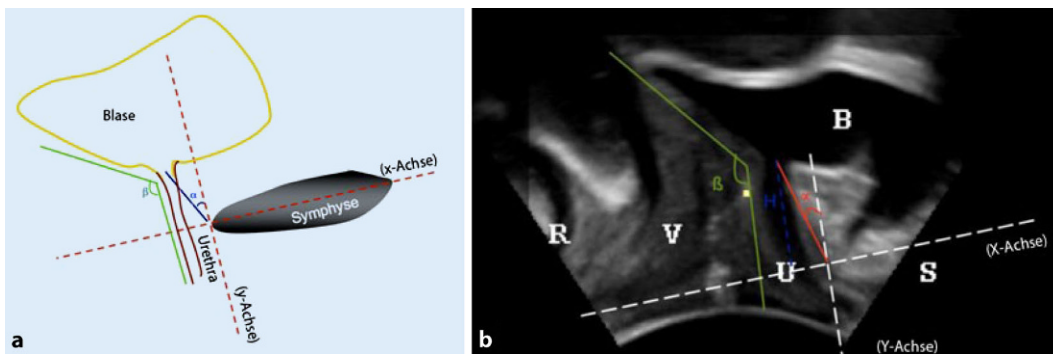 Blase
(x-Achse)
β
α
Symphyse
Urethra
(y-Achse)
a
B
ß
H
α
R
V
U
S
(X-Achse)
(Y-Achse)
b